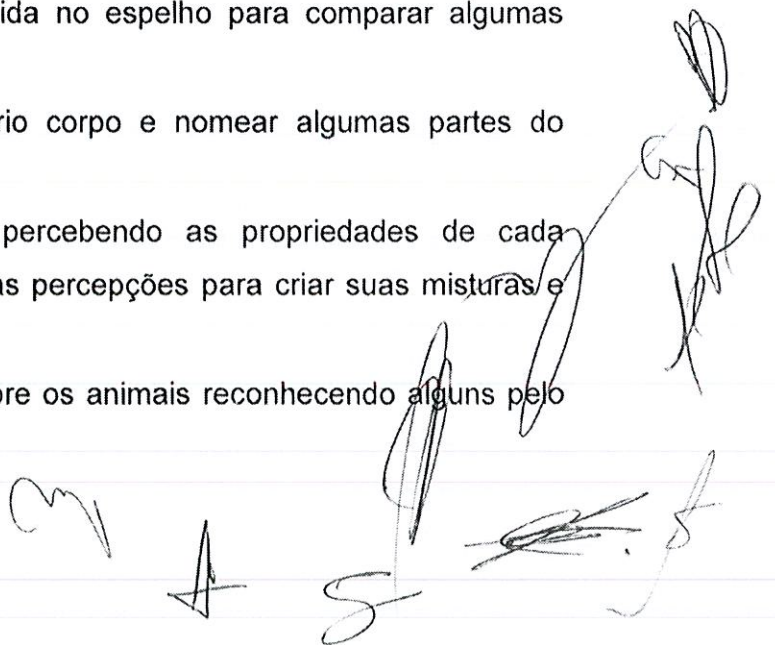 ida no espelho para comparar algumas
rio corpo e nomear algumas partes do
percebendo as propriedades de cada
as percepções para criar suas misturas e
bre os animais reconhecendo alguns pelo